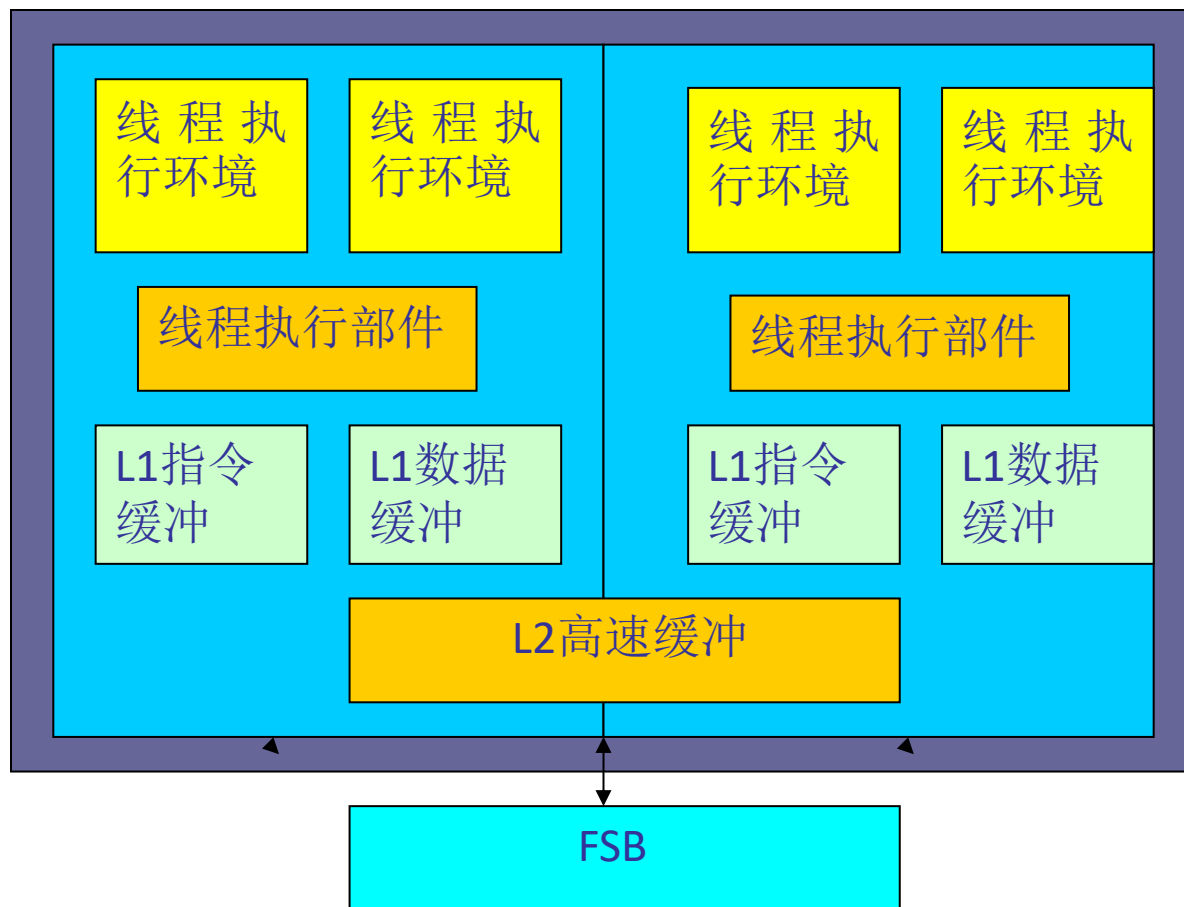 线 程 执
行环境
线 程 执
行环境
线 程 执
行环境
线 程 执
行环境
线程执行部件
线程执行部件
L1指令
缓冲
L1数据
缓冲
L1指令
缓冲
L1数据
缓冲
L2高速缓冲
FSB